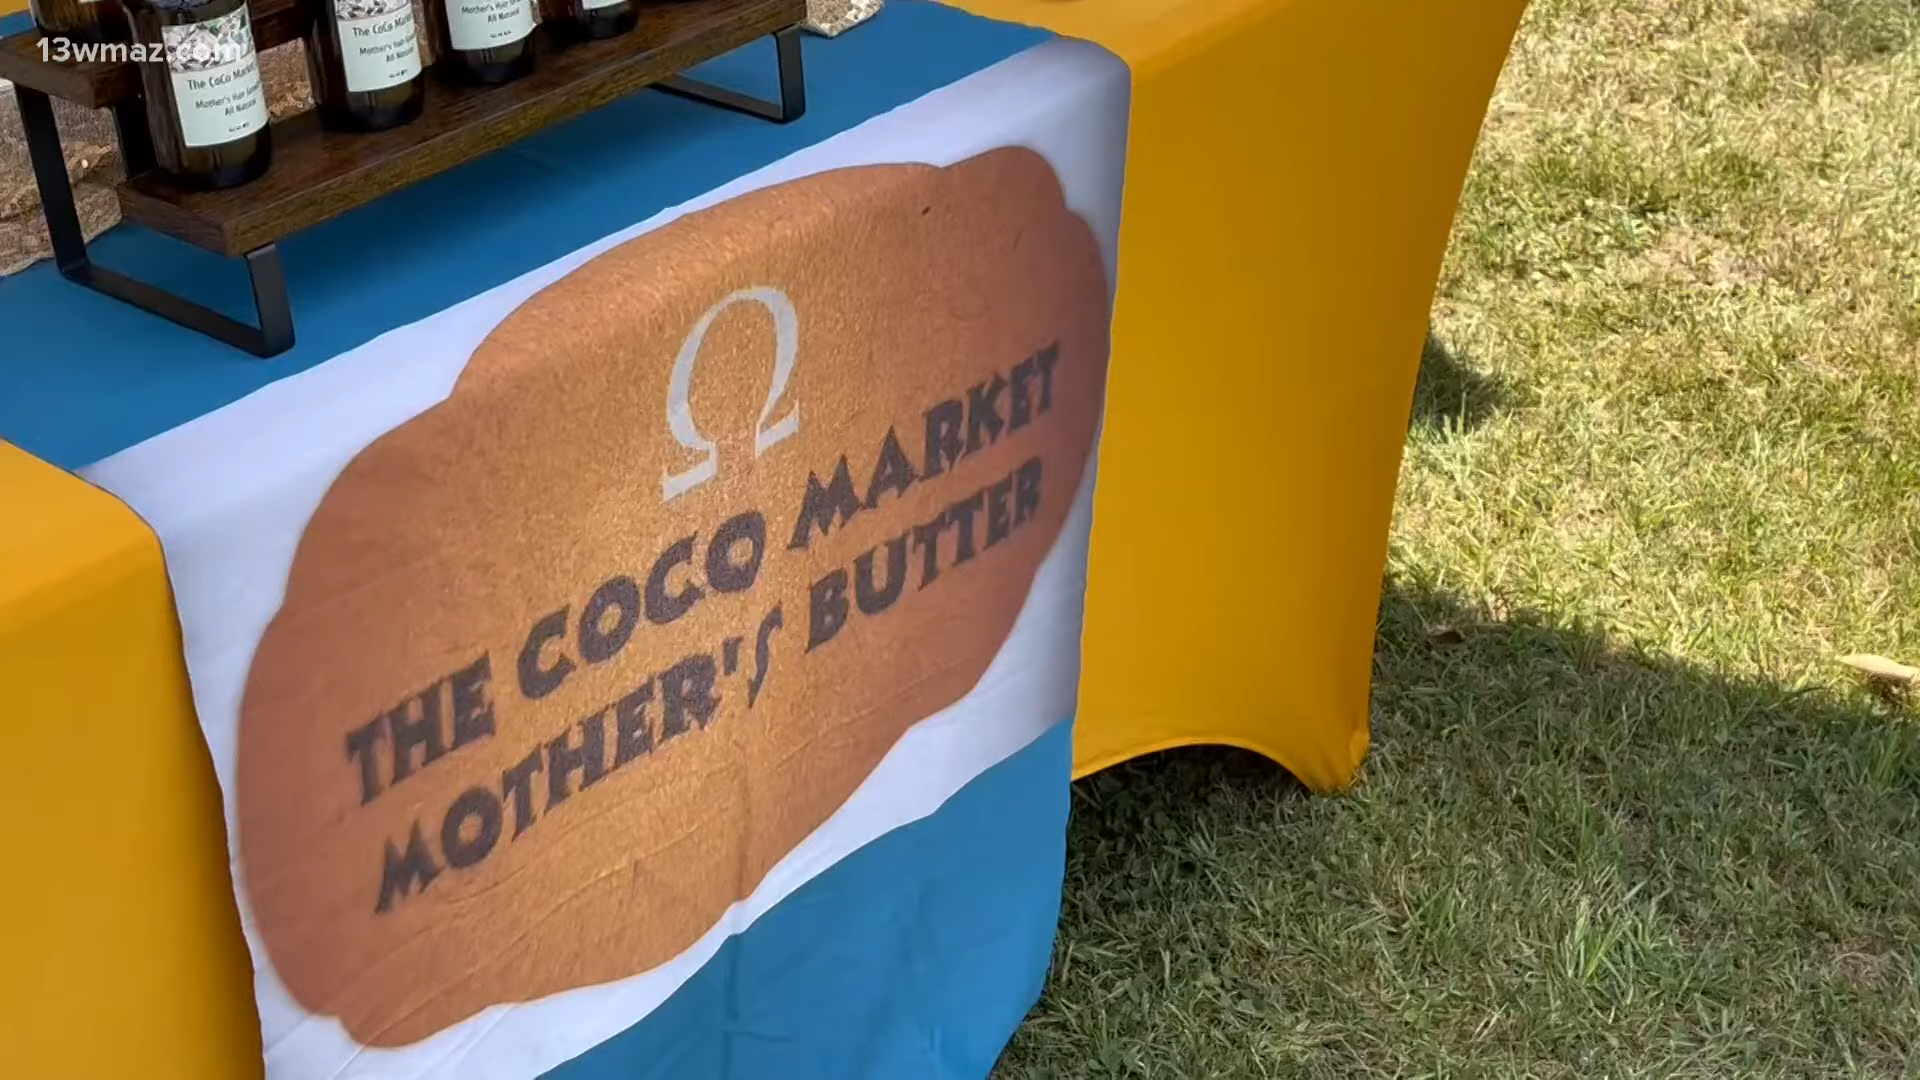 13wmaz.com
The CoCo Market
Mother's Hair
All Natural
The CoCo Market
Mother's Hair
All Natural
Mother's Hair
All Natural
Ω
THE COCO MARKET
MOTHER'S BUTTER